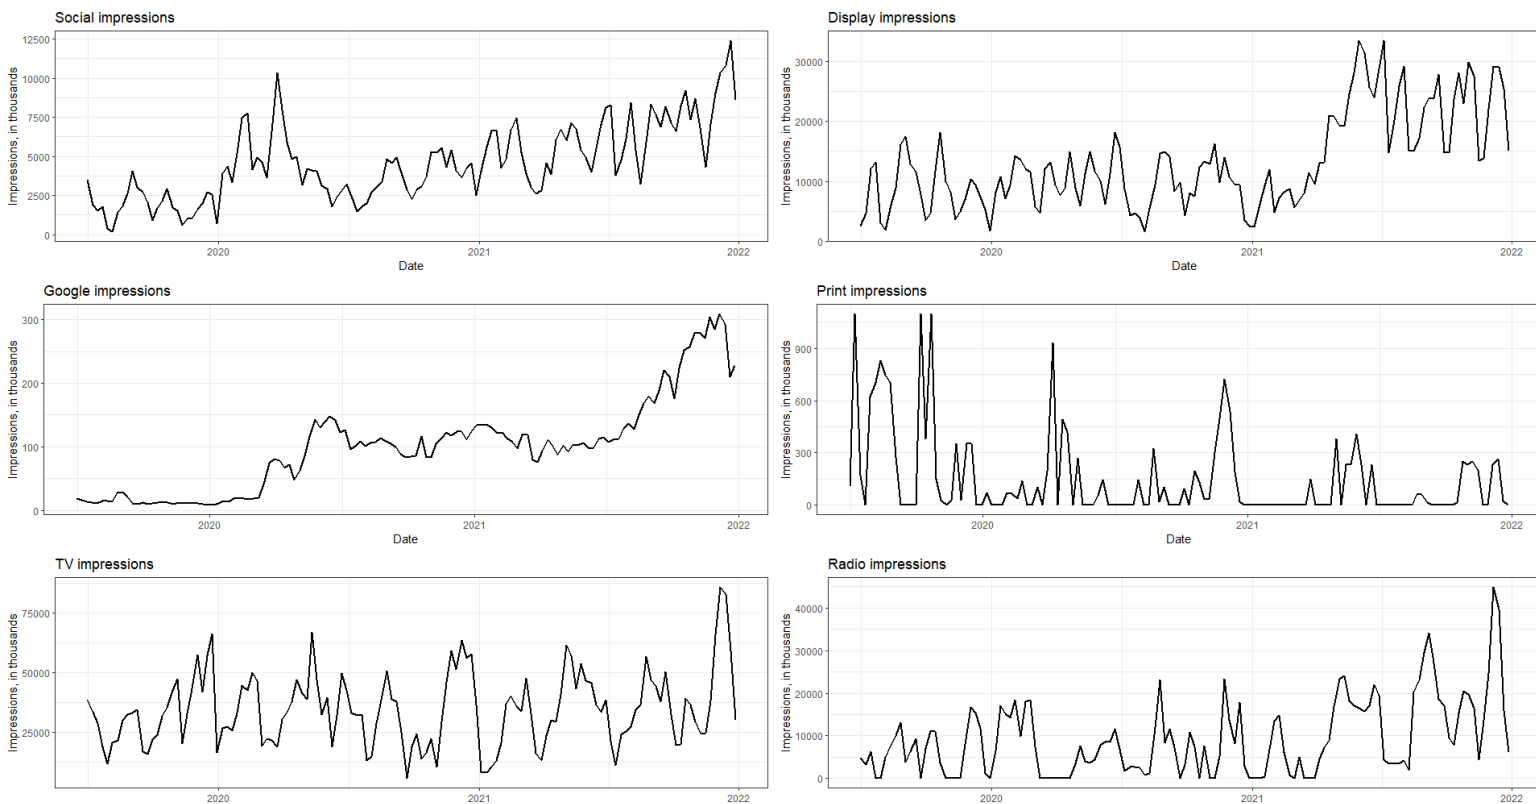 Social impressions
Impressions, in thousands
12500
10000
7500
5000
2500
0
2020
2021
2022
Date
Display impressions
Impressions, in thousands
30000
20000
10000
0
2020
2021
2022
Date
Google impressions
Impressions, in thousands
300
200
100
0
2020
2021
2022
Date
Print impressions
Impressions, in thousands
900
600
300
0
2020
2021
2022
Date
TV impressions
Impressions, in thousands
75000
50000
25000
2020
2021
2022
Radio impressions
Impressions, in thousands
40000
30000
20000
10000
0
2020
2021
2022